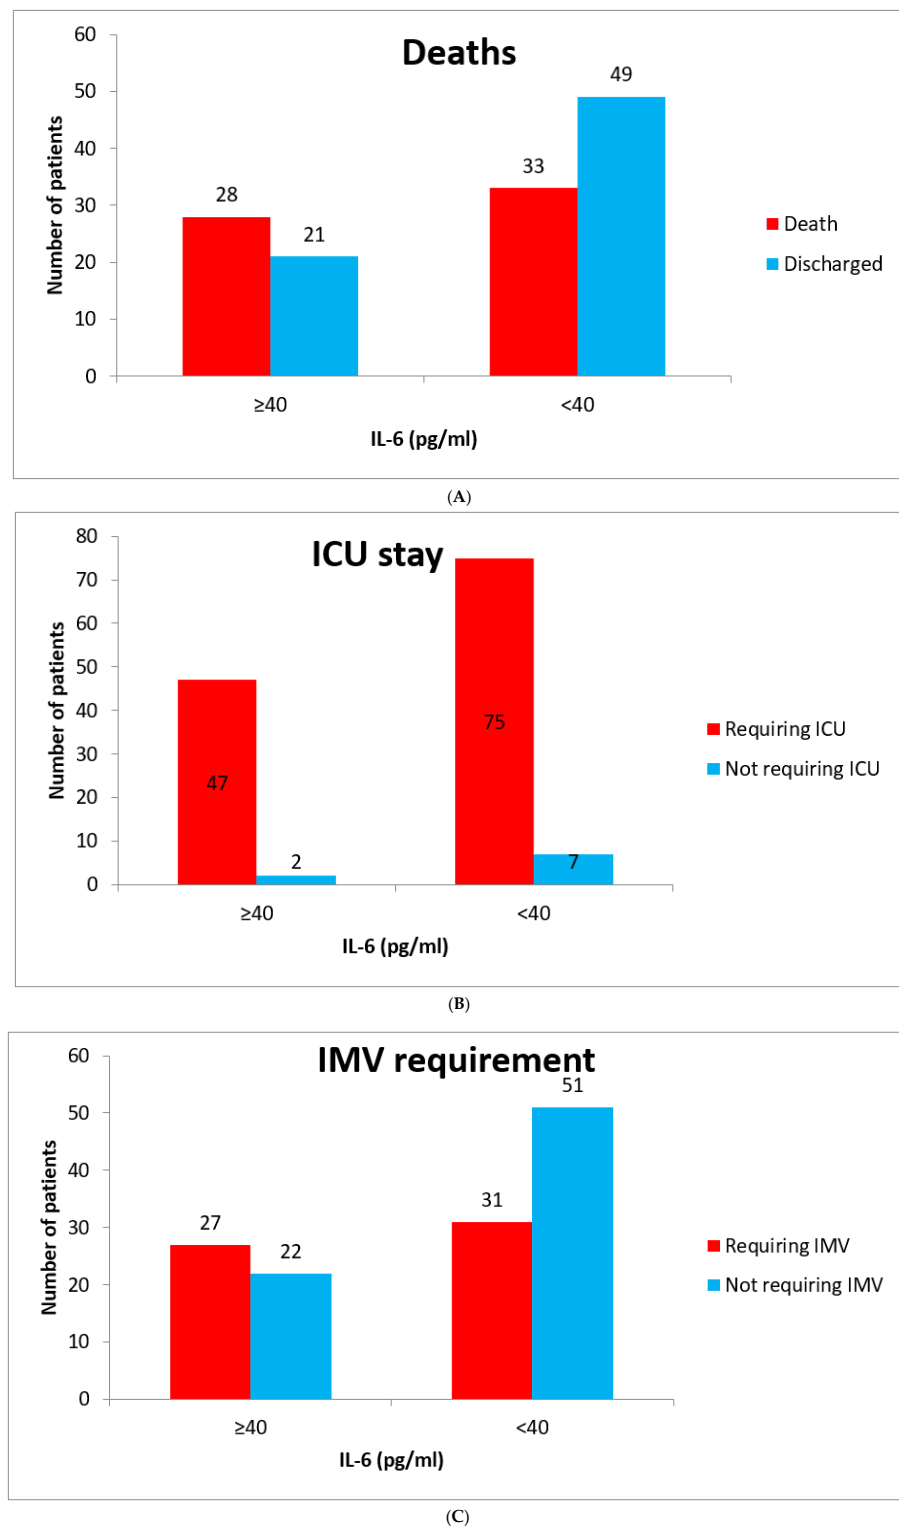 Deaths
60
50
40
30
20
10
0
Number of patients
28
21
33
49
≥40
<40
IL-6 (pg/ml)
Death
Discharged
(A)
ICU stay
80
70
60
50
40
30
20
10
0
Number of patients
47
2
75
7
≥40
<40
IL-6 (pg/ml)
Requiring ICU
Not requiring ICU
(B)
IMV requirement
60
50
40
30
20
10
0
Number of patients
27
22
31
51
≥40
<40
IL-6 (pg/ml)
Requiring IMV
Not requiring IMV
(C)